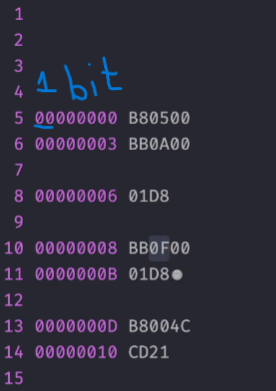 1
2
3
1 bit
4
5 00000000 B80500
6 00000003 BB0A00
7
8 00000006 01D8
9
10 00000008 BB0F00
11 0000000B 01D8
12
13 0000000D B8004C
14 00000010 CD21
15